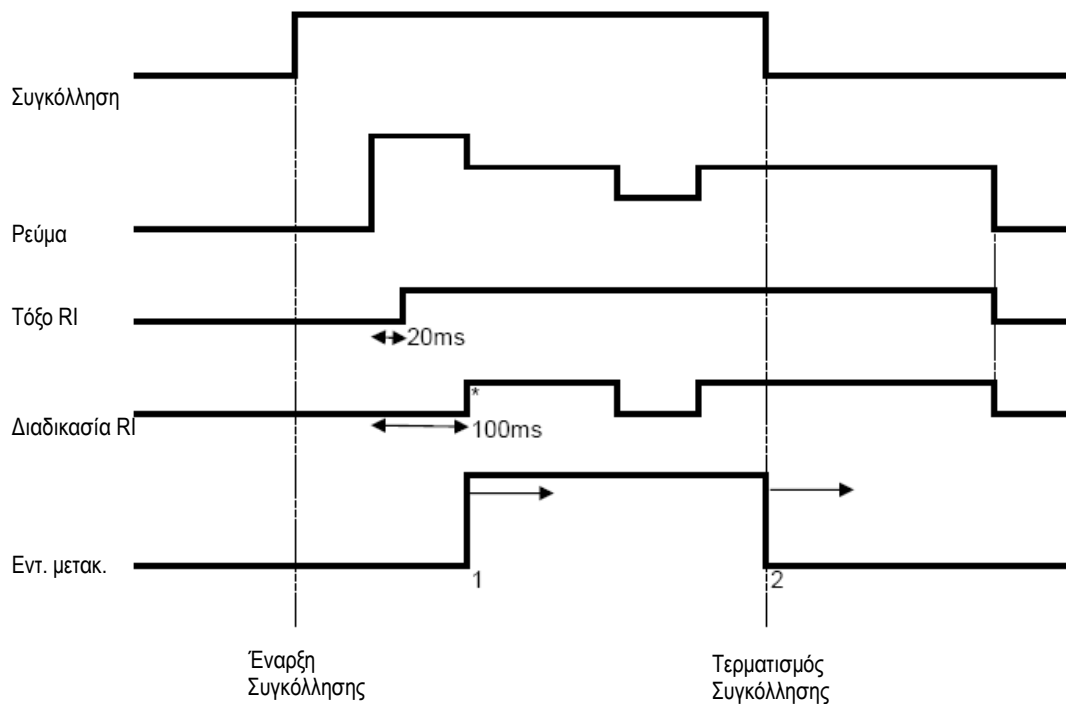 Συγκόλληση
Ρεύμα
Τόξο RI
20ms
*
Διαδικασία RI
100ms
Εντ. μετακ.
1
2
Έναρξη
Συγκόλλησης
Τερματισμός
Συγκόλλησης